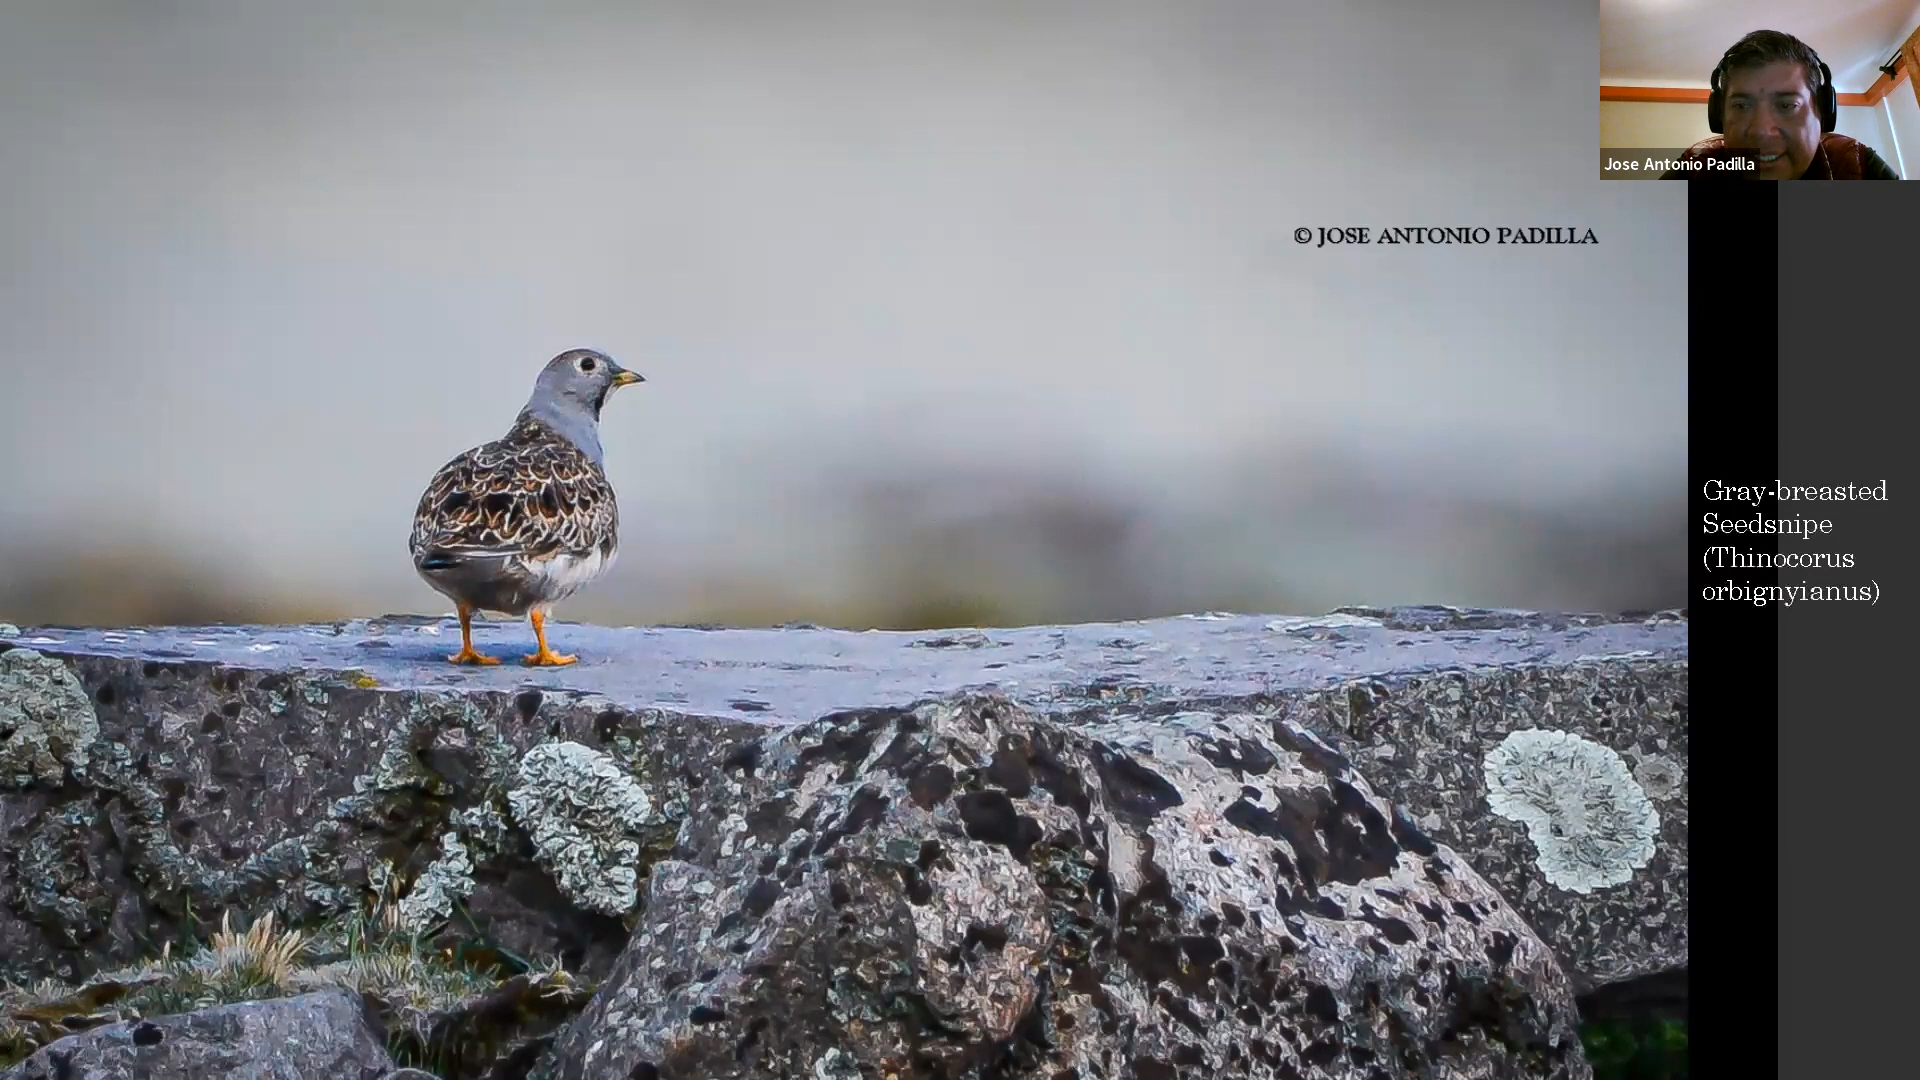 Jose Antonio Padilla
© JOSE ANTONIO PADILLA
Gray-breasted
Seedsnipe
(Thinocorus
orbignyianus)